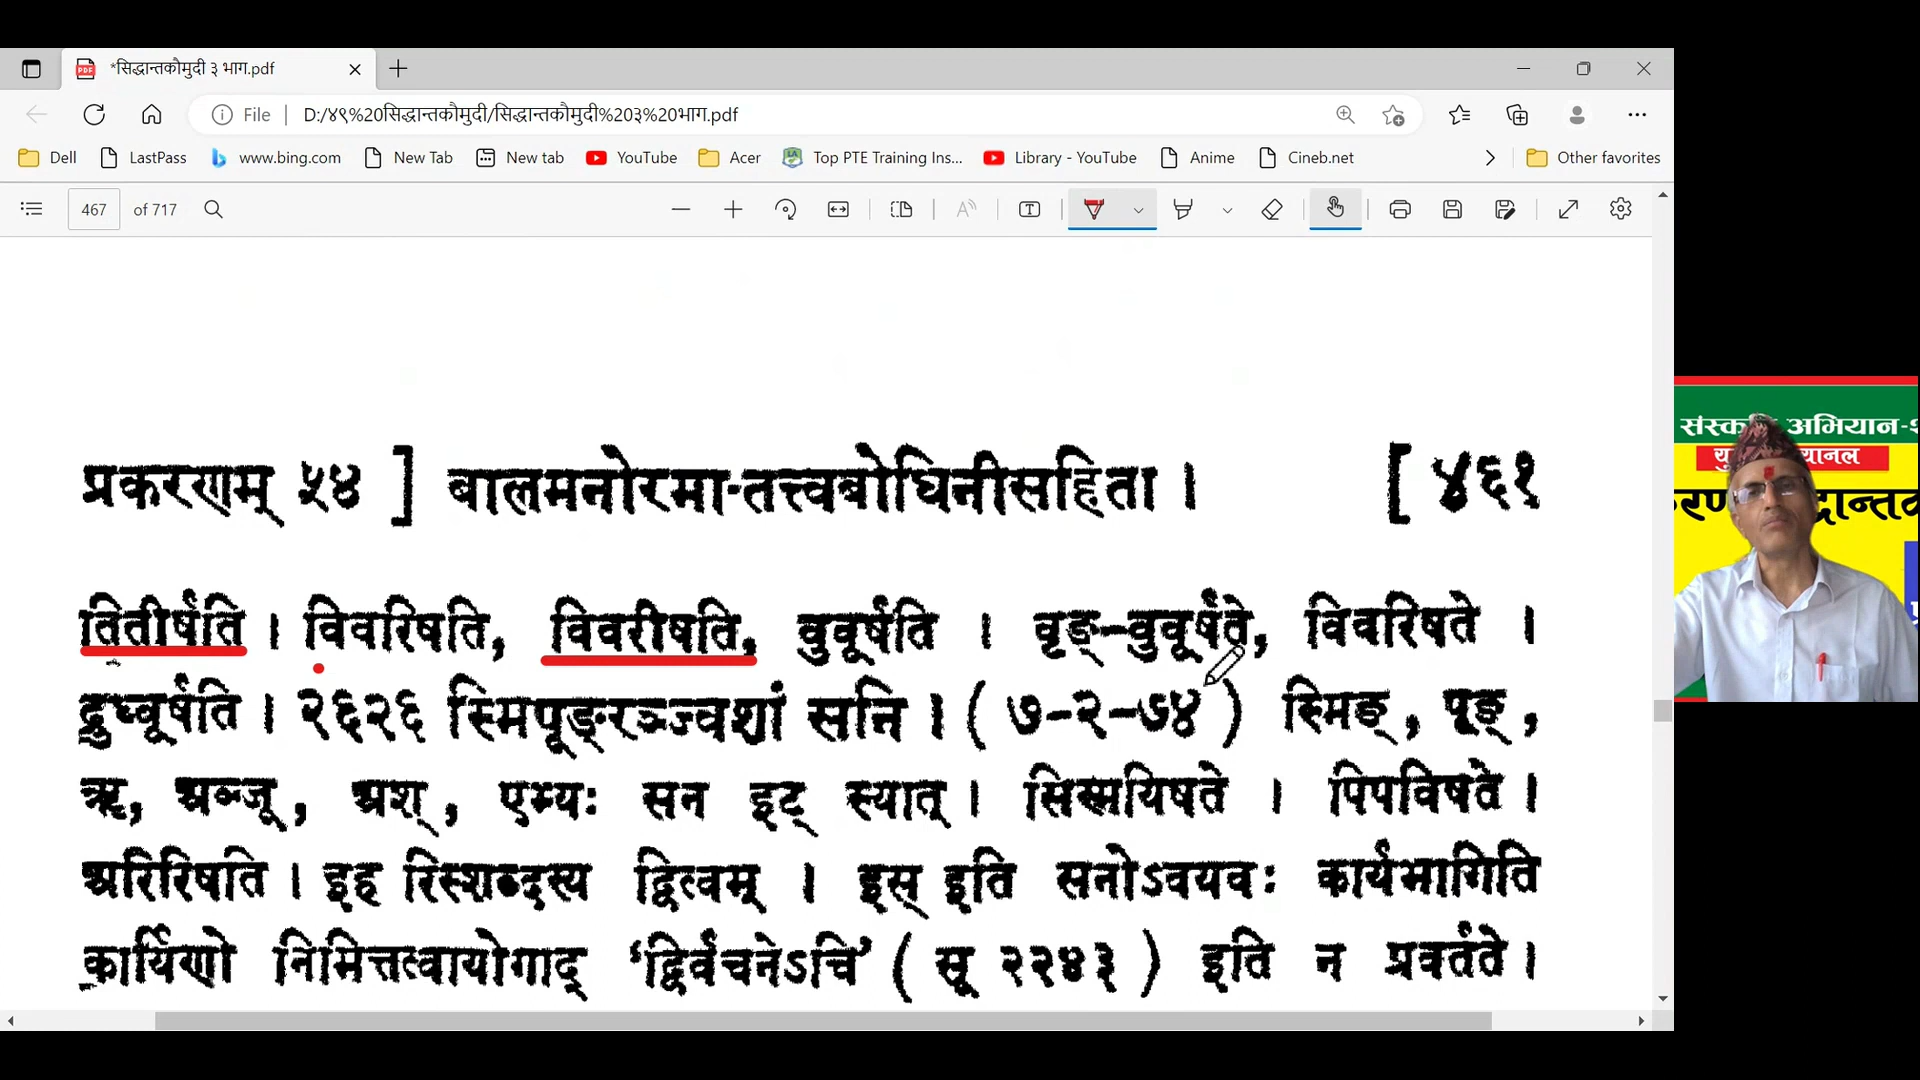 *सिद्धान्तकौमुदी ३ भाग.pdf
File D:/४९%20सिद्धान्तकौमुदी/सिद्धान्तकौमुदी%20३%20भाग.pdf
Dell LastPass www.bing.com New Tab New tab YouTube Acer Top PTE Training Ins... Library - YouTube Anime Cineb.net Other favorites
467 of 717
प्रकरणम् ५४ ] बालमनोरमा-तत्त्वबोधिनीसहिता । [ ४६१
तितीर्षति । विवरिषति, विवरीषति, वुवूर्षति । वृङ्-वुवूर्षते, विवरिषते ।
दुध्वूर्षति । २६२६ स्मिपूङ्रञ्ज्वशां सनि । ( ७-२-७४ ) स्मिङ्, पूङ्,
ऋ, अञ्जू, अश्, एभ्यः सन इट् स्यात् । सिस्मयिषते । पिपविषते ।
अरिरिषति । इह रिस्शब्दस्य द्वित्वम् । इस् इति सनोऽवयवः कार्यभागिति
कार्यिणो निमित्तत्वायोगाद् 'द्विर्वचनेऽचि' ( सू २२४३ ) इति न प्रवर्तते ।
अभियान